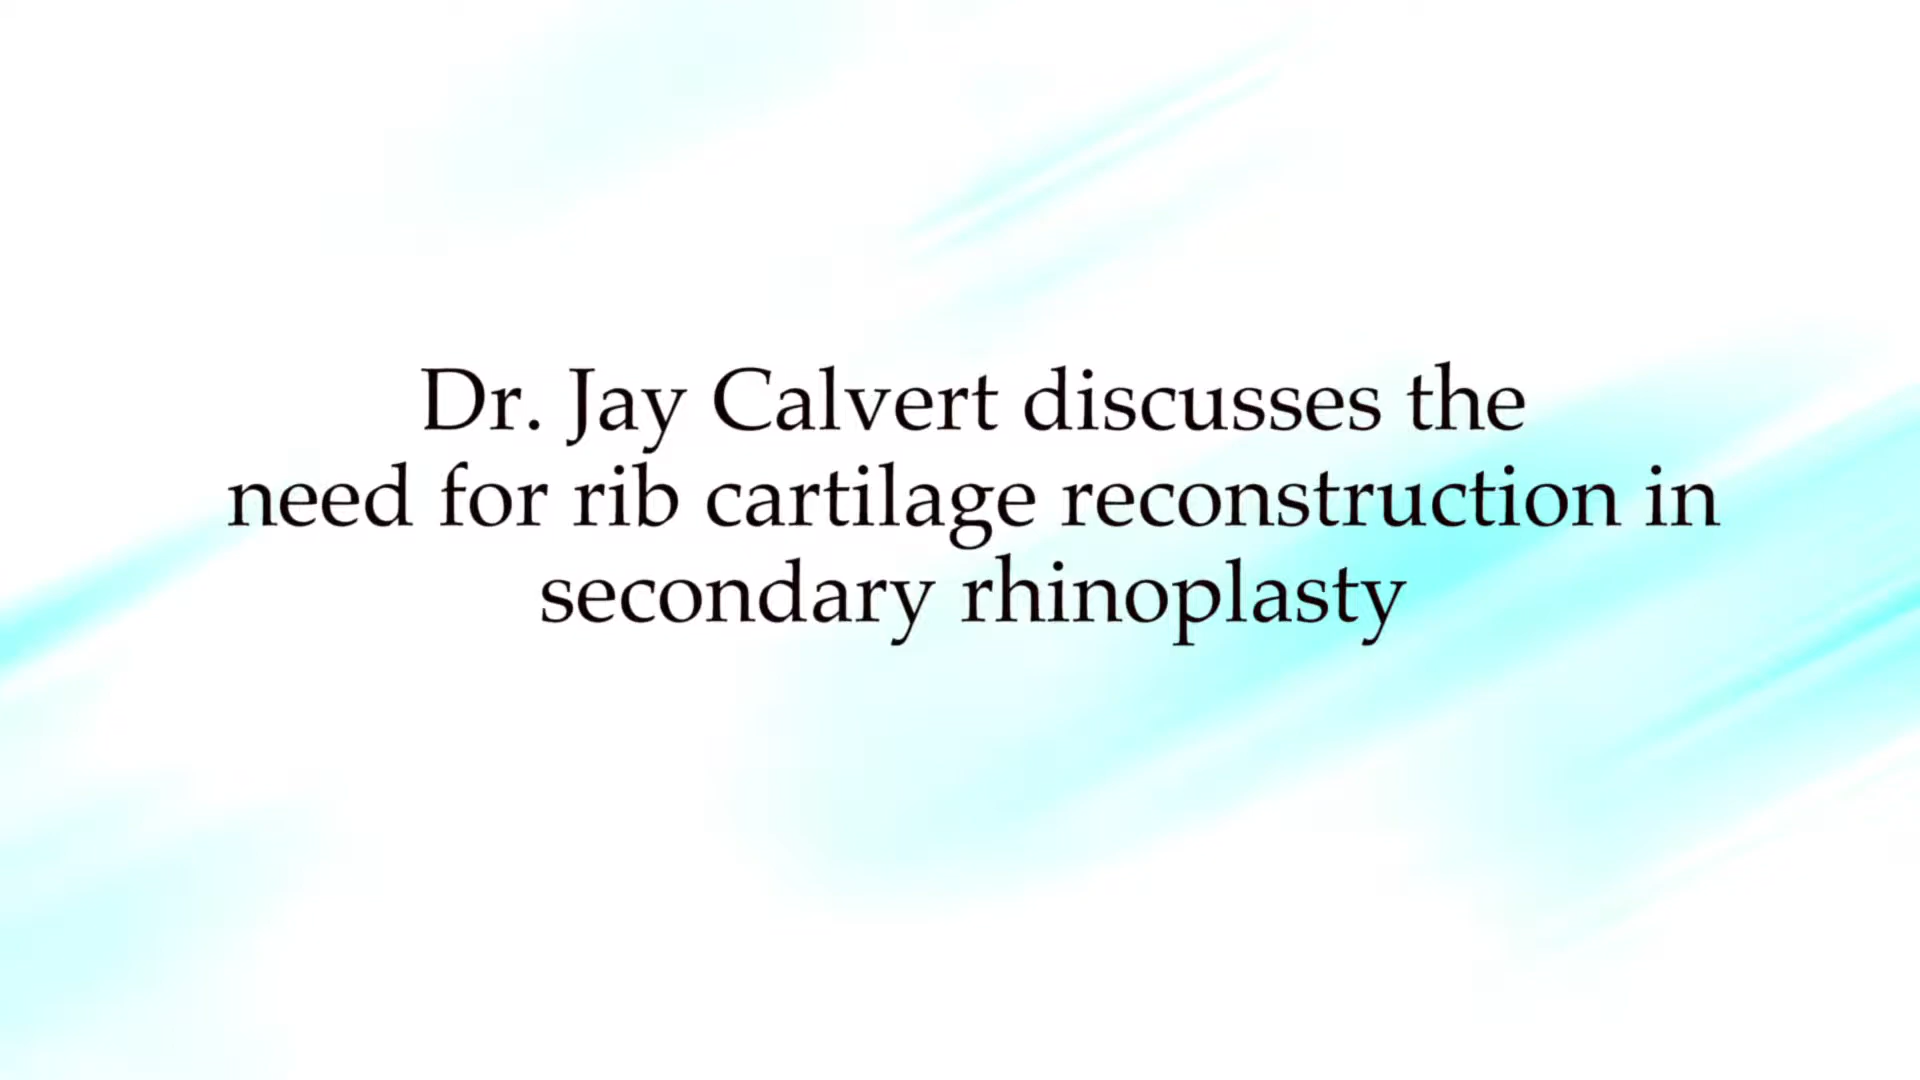 Dr. Jay Calvert discusses the
need for rib cartilage reconstruction in
secondary rhinoplasty